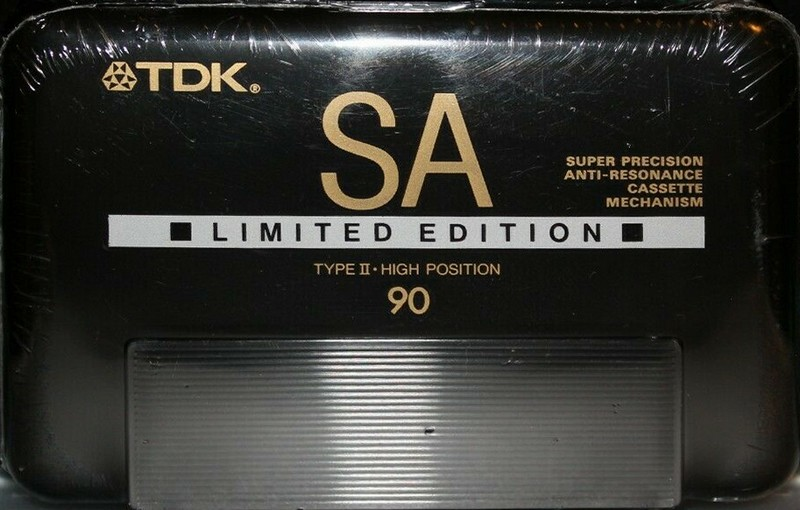 TDK®
SA
SUPER PRECISION
ANTI-RESONANCE
CASSETTE
MECHANISM
LIMITED EDITION
TYPE II・HIGH POSITION
90